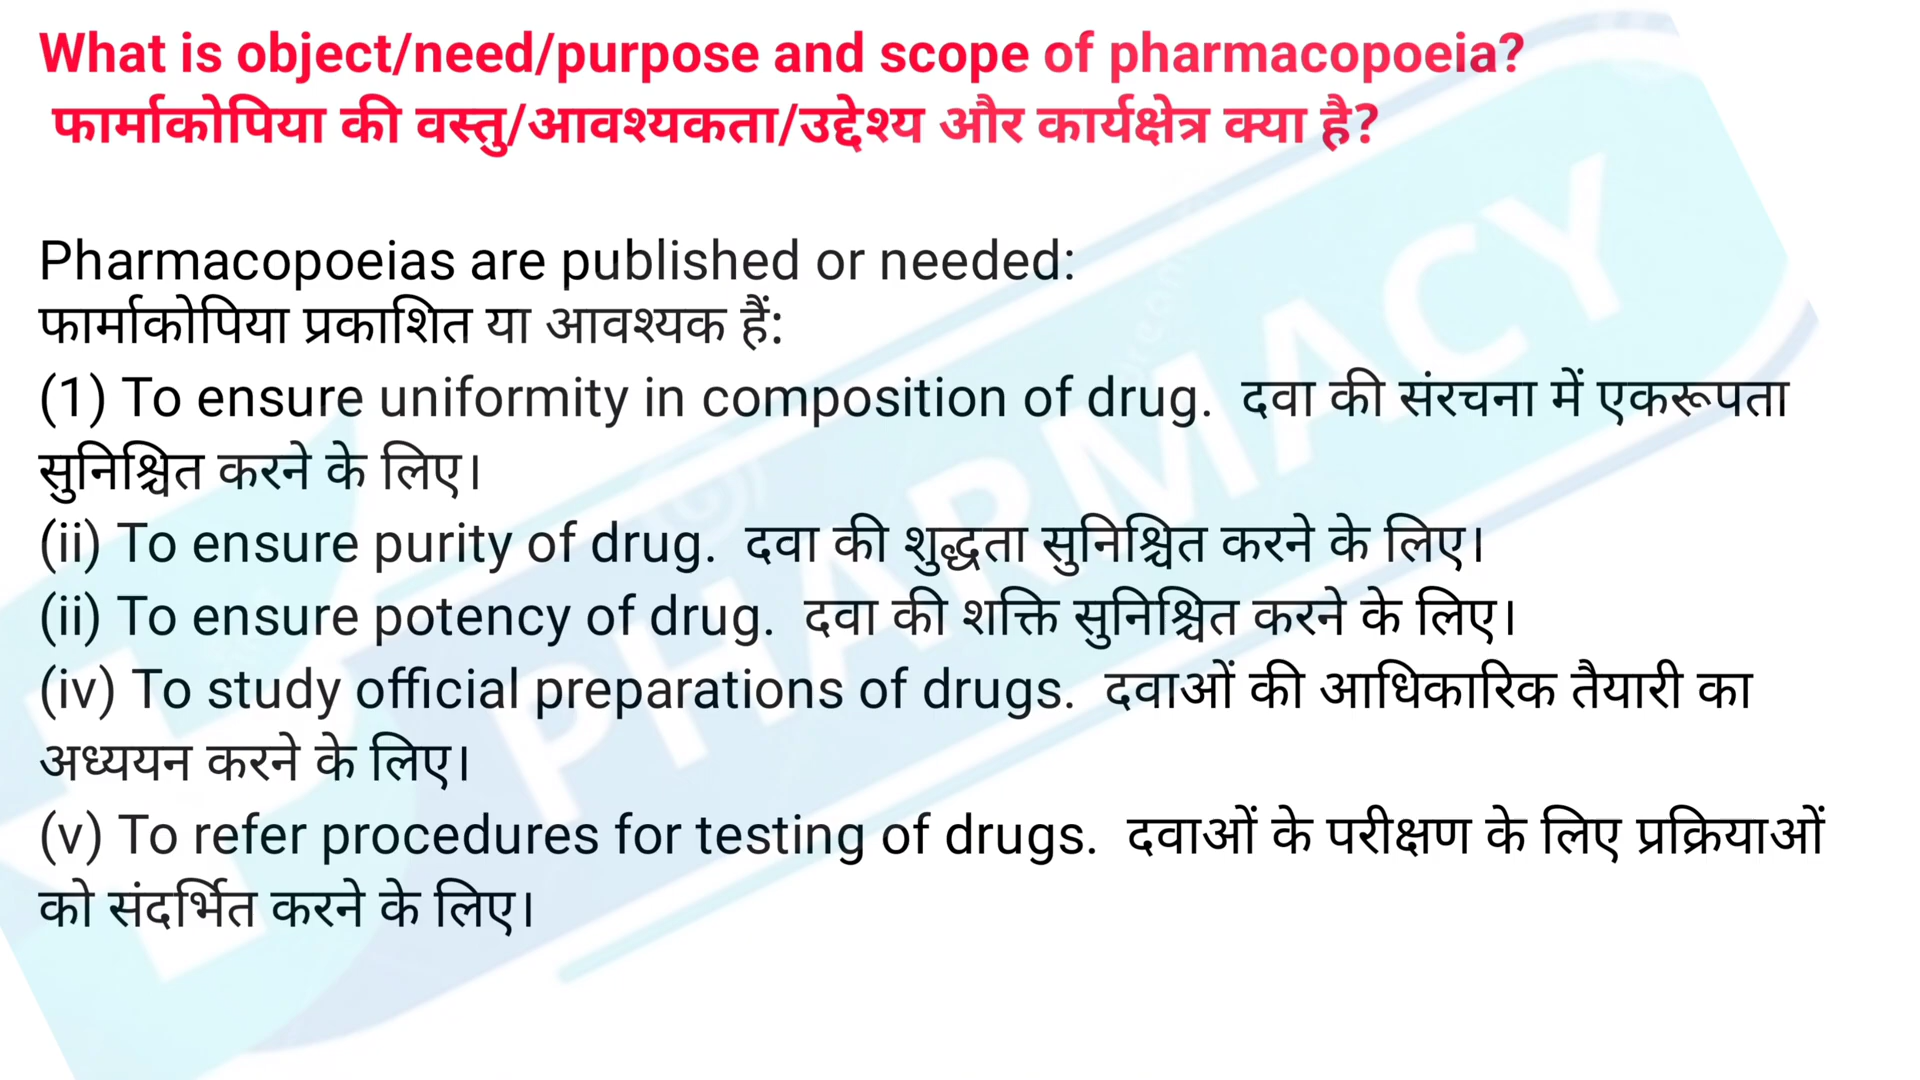 What is object/need/purpose and scope of pharmacopoeia?
फार्माकोपिया की वस्तु/आवश्यकता/उद्देश्य और कार्यक्षेत्र क्या है?
Pharmacopoeias are published or needed:
फार्माकोपिया प्रकाशित या आवश्यक हैं:
(1) To ensure uniformity in composition of drug. दवा की संरचना में एकरूपता
सुनिश्चित करने के लिए।
(ii) To ensure purity of drug. दवा की शुद्धता सुनिश्चित करने के लिए।
(ii) To ensure potency of drug. दवा की शक्ति सुनिश्चित करने के लिए।
(iv) To study official preparations of drugs. दवाओं की आधिकारिक तैयारी का
अध्ययन करने के लिए।
(v) To refer procedures for testing of drugs. दवाओं के परीक्षण के लिए प्रक्रियाओं
को संदर्भित करने के लिए।
PHARMACY